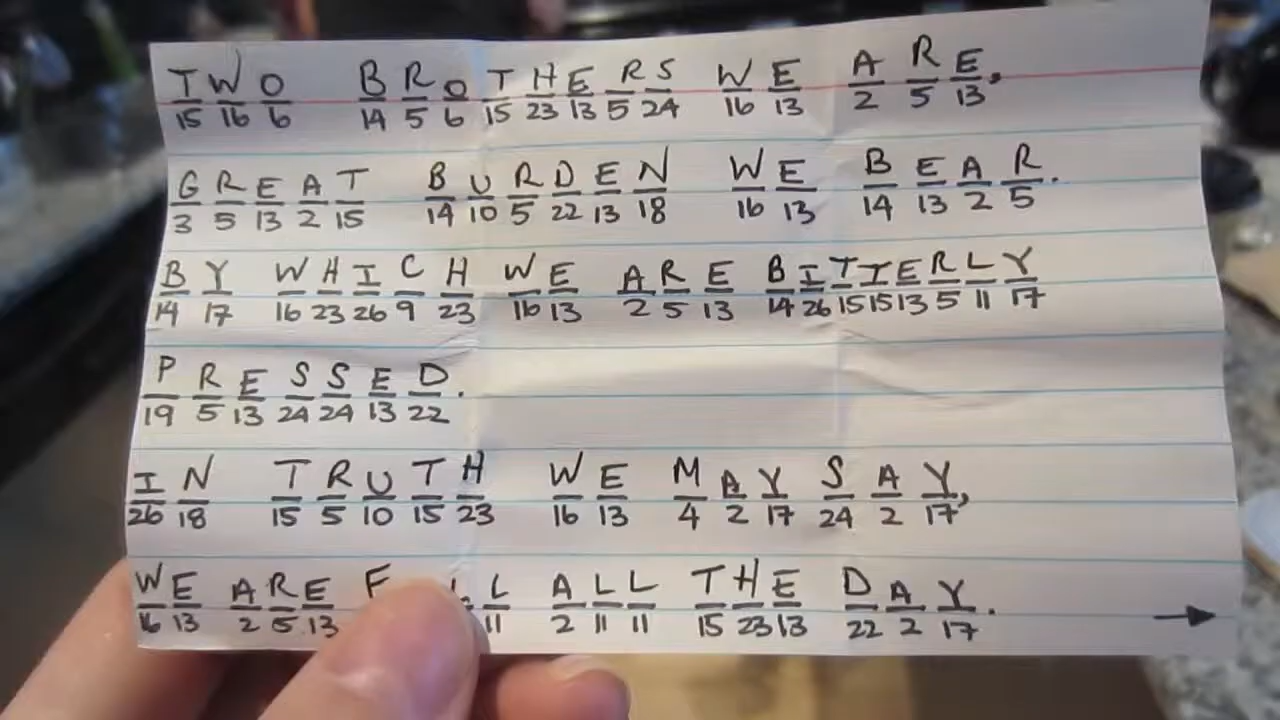 TWO BROTHERS WE ARE,
15 16 6 14 5 6 15 23 13 5 24 16 13 2 5 13
GREAT BURDEN WE BEAR.
3 5 13 2 15 14 10 5 22 13 18 16 13 14 13 2 5
BY WHICH WE ARE BITTERLY
14 17 16 23 26 9 23 16 13 2 5 13 14 26 15 15 13 5 11 17
PRESSED.
19 5 13 24 24 13 22
IN TRUTH WE MAY SAY,
26 18 15 5 10 15 23 16 13 4 2 17 24 2 17
WE ARE ALL THE DAY.
16 13 2 5 13 11 2 11 11 15 23 13 22 2 17